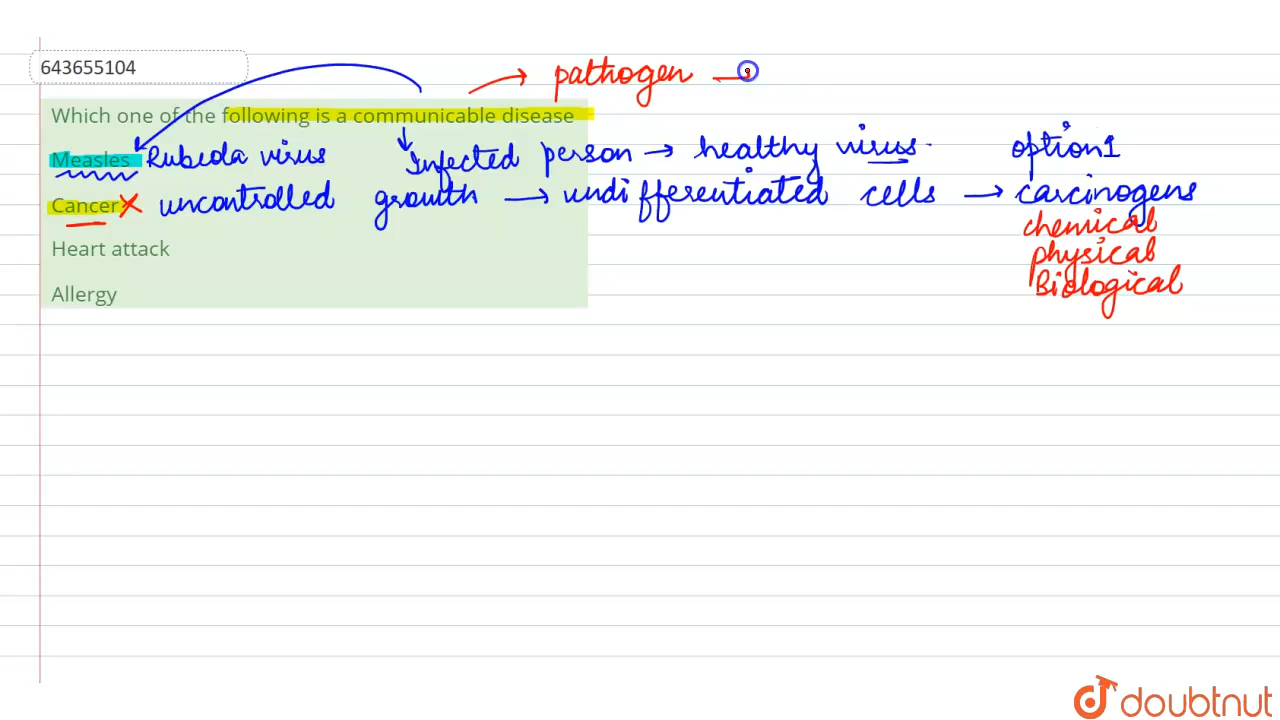 643655104
pathogen →
Which one of the following is a communicable disease
Measles Rubeola virus Infected person → healthy virus. option1
Cancer × uncontrolled growth → undifferentiated cells → carcinogens
chemical
physical
Heart attack
Biological
Allergy
doubtnut